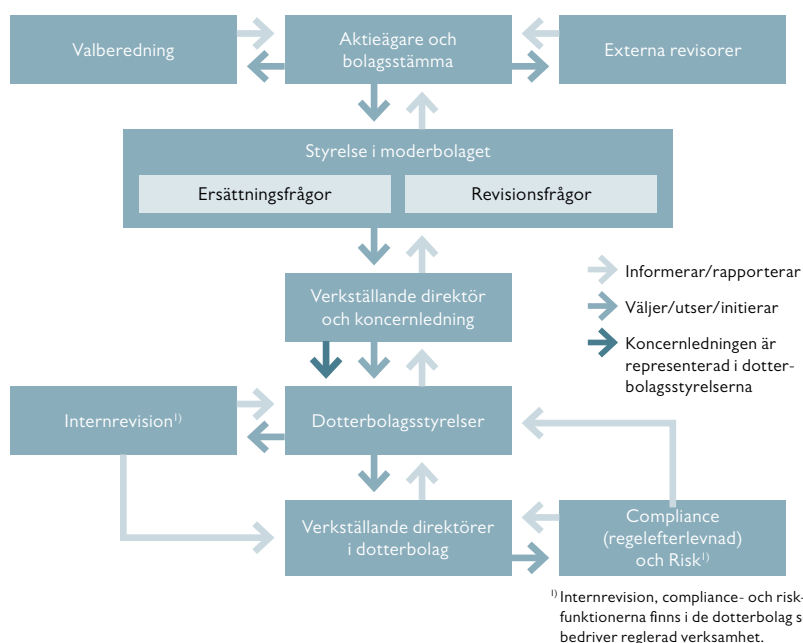 Valberedning
Aktieägare och
bolagsstämma
Externa revisorer
Styrelse i moderbolaget
Ersättningsfrågor
Revisionsfrågor
Verkställande direktör
och koncernledning
Informerar/rapporterar
Väljer/utser/initierar
Koncernledningen är
representerad i dotter-
bolagsstyrelserna
Internrevision¹⁾
Dotterbolagsstyrelser
Verkställande direktörer
i dotterbolag
Compliance
(regelefterlevnad)
och Risk¹⁾
¹⁾ Internrevision, compliance- och risk-
funktionerna finns i de dotterbolag s
bedriver reglerad verksamhet.